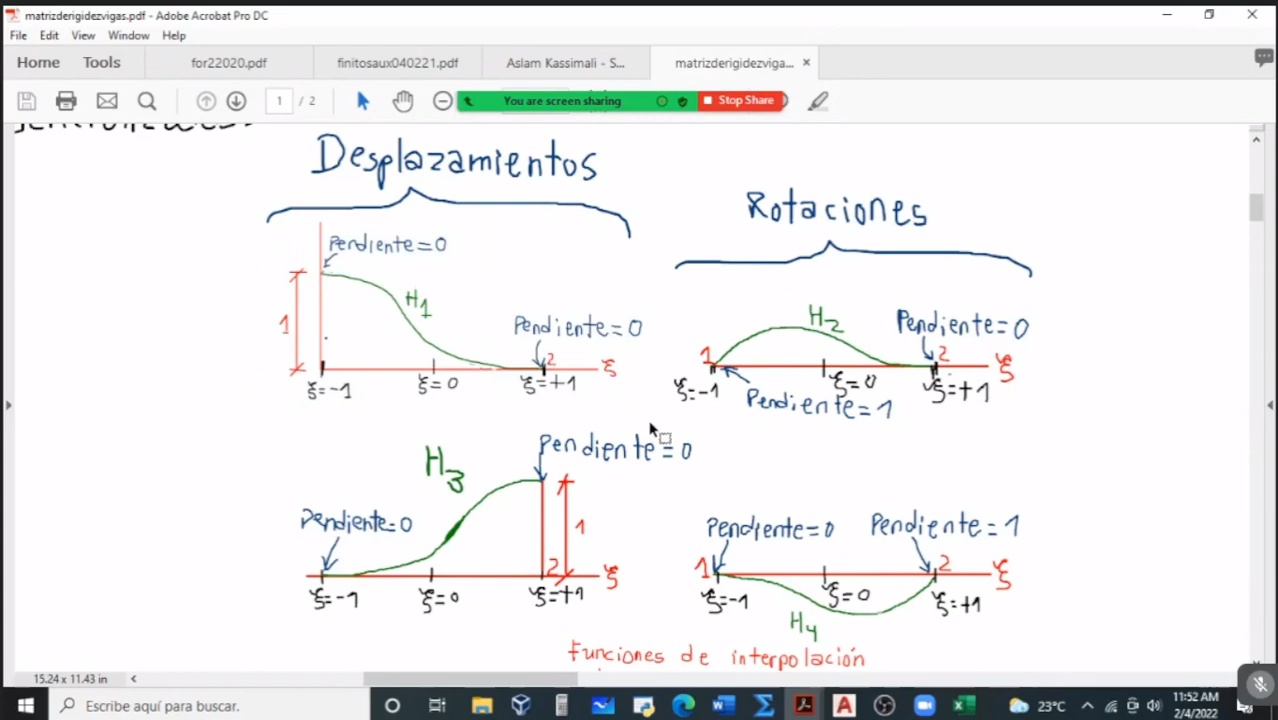 matrizderigidezvigas.pdf - Adobe Acrobat Pro DC
File Edit View Window Help
Home Tools for22020.pdf finitosaux040221.pdf Aslam Kassimali - S... matrizderigidezviga... ×
1 / 2 You are screen sharing Stop Share
Desplazamientos
Rotaciones
Pendiente=0
H1
1
Pendiente=0
2
ξ=-1 ξ=0 ξ=+1 ξ
H2
Pendiente=0
1 2 ξ
ξ=-1 ξ=0 ξ=+1
Pendiente=1
H3
Pendiente=0
Pendiente=0
1
2 ξ
ξ=-1 ξ=0 ξ=+1
Pendiente=0 Pendiente=1
1 2 ξ
ξ=-1 ξ=0 ξ=+1
H4
Funciones de interpolación
15.24 x 11.43 in
Escribe aquí para buscar.
23°C
11:52 AM
2/4/2022